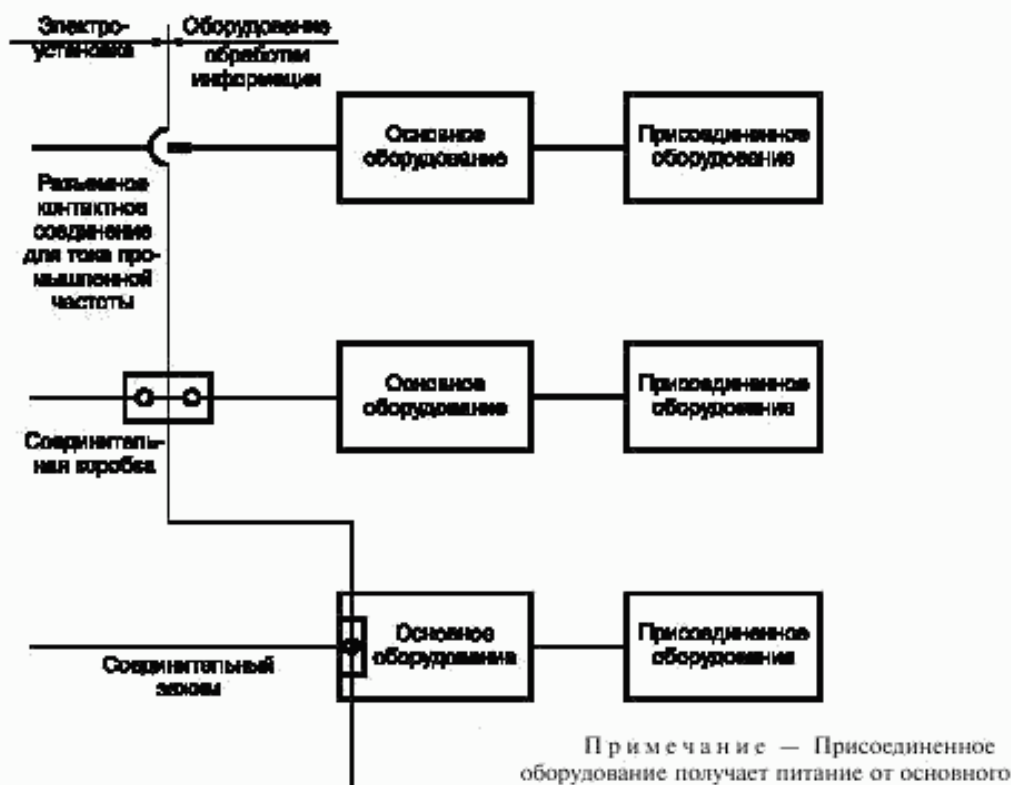 Электро-
установка
Оборудование
обработки
информации
Основное
оборудование
Присоединенное
оборудование
Разъемное
контактное
соединение
для тока про-
мышленной
частоты
Основное
оборудование
Присоединенное
оборудование
Соединитель-
ная коробка
Основное
оборудование
Присоединенное
оборудование
Соединительный
зажим
Примечание — Присоединенное
оборудование получает питание от основного